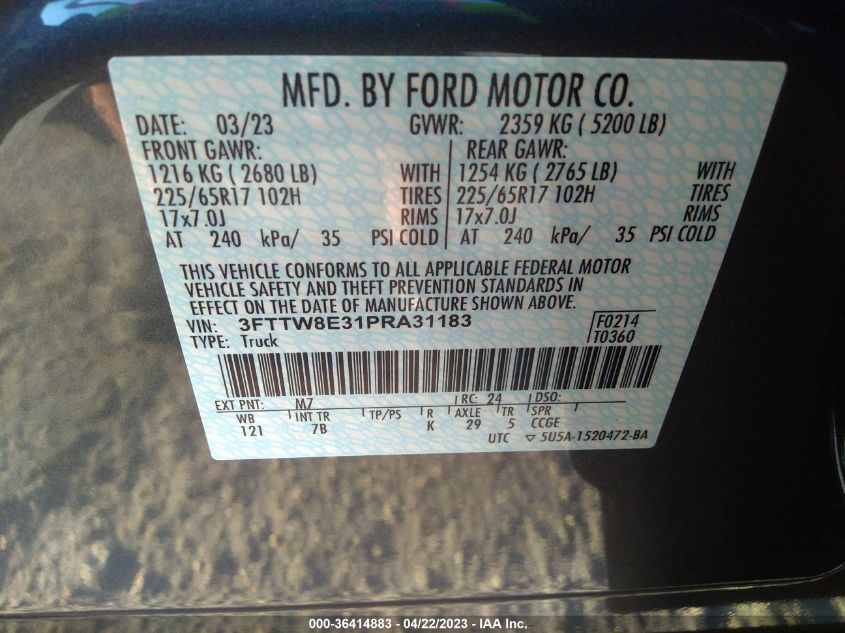 MFD. BY FORD MOTOR CO.
DATE: 03/23 GVWR: 2359 KG ( 5200 LB)
FRONT GAWR: REAR GAWR:
1216 KG ( 2680 LB) WITH 1254 KG ( 2765 LB) WITH
225/65R17 102H TIRES 225/65R17 102H TIRES
17x7.0J RIMS 17x7.0J RIMS
AT 240 kPa/ 35 PSI COLD AT 240 kPa/ 35 PSI COLD
THIS VEHICLE CONFORMS TO ALL APPLICABLE FEDERAL MOTOR
VEHICLE SAFETY AND THEFT PREVENTION STANDARDS IN
EFFECT ON THE DATE OF MANUFACTURE SHOWN ABOVE.
VIN: 3FTTW8E31PRA31183 F0214
TYPE: Truck T0360
EXT PNT: M7 RC: 24 DSO:
WB INT TR TP/PS R AXLE TR SPR
121 7B K 29 5 CCGE
UTC 5U5A-1520472-BA
000-36414883 - 04/22/2023 - IAA Inc.